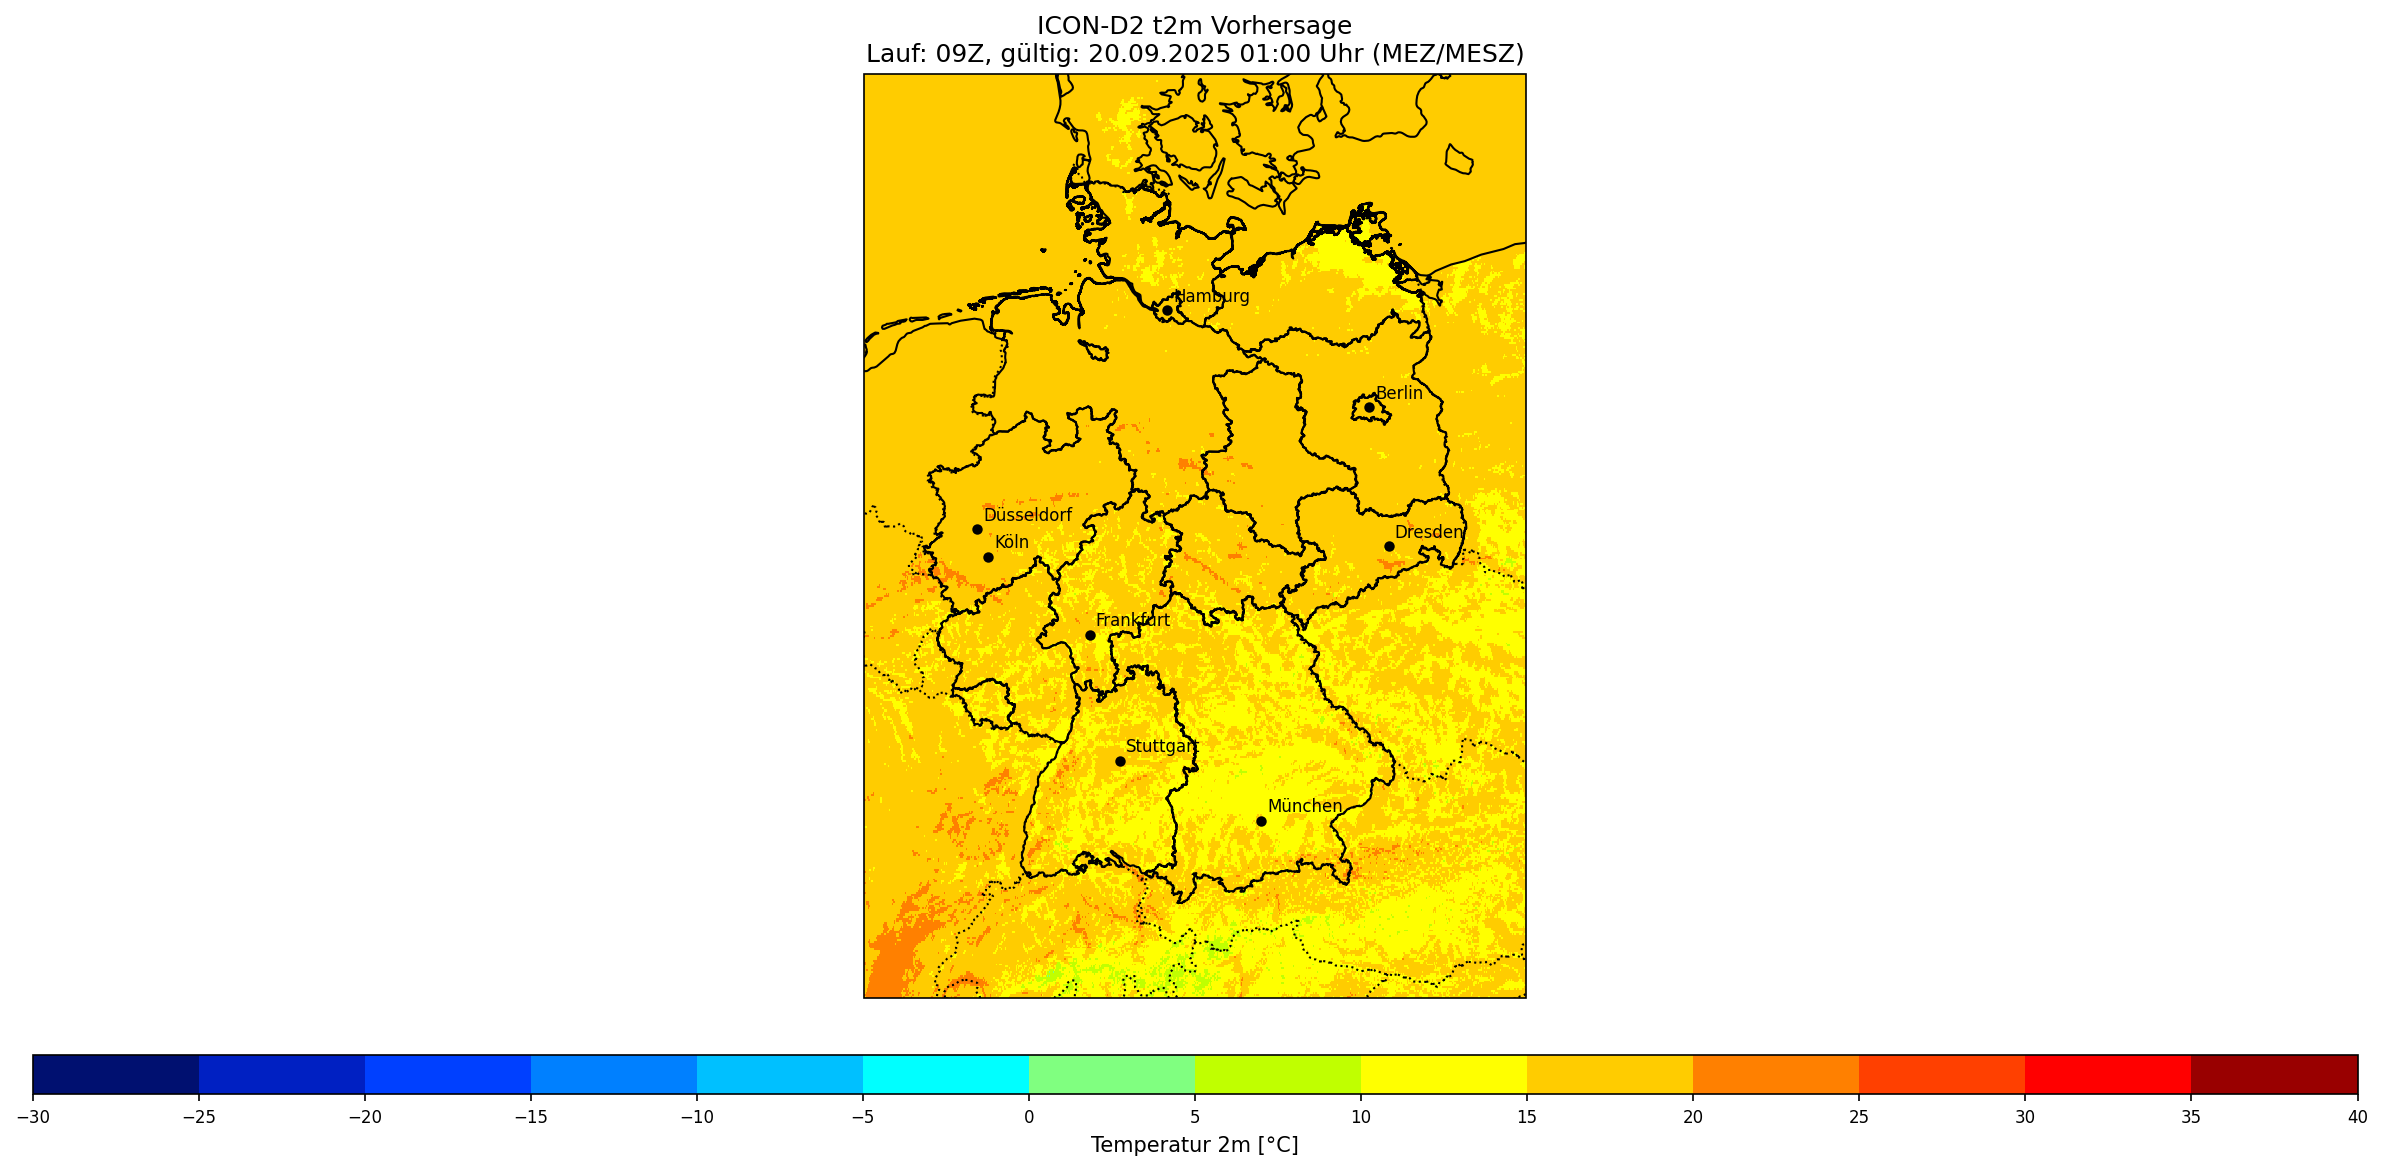 ICON-D2 t2m Vorhersage
Lauf: 09Z, gültig: 20.09.2025 01:00 Uhr (MEZ/MESZ)
Hamburg
Berlin
Düsseldorf
Dresden
Köln
Frankfurt
Stuttgart
München
−30 −25 −20 −15 −10 −5 0 5 10 15 20 25 30 35 40
Temperatur 2m [°C]